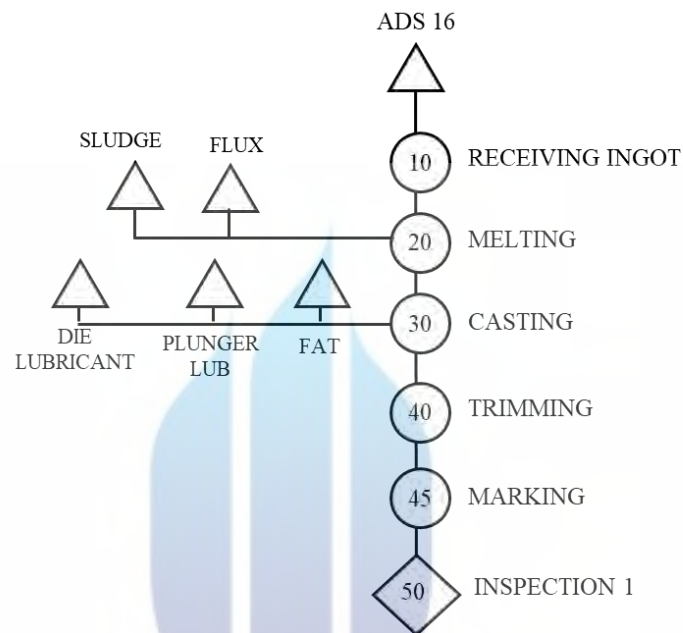 ADS 16
10 RECEIVING INGOT
SLUDGE FLUX
20 MELTING
30 CASTING
DIE
LUBRICANT
PLUNGER
LUB
FAT
40 TRIMMING
45 MARKING
50 INSPECTION 1